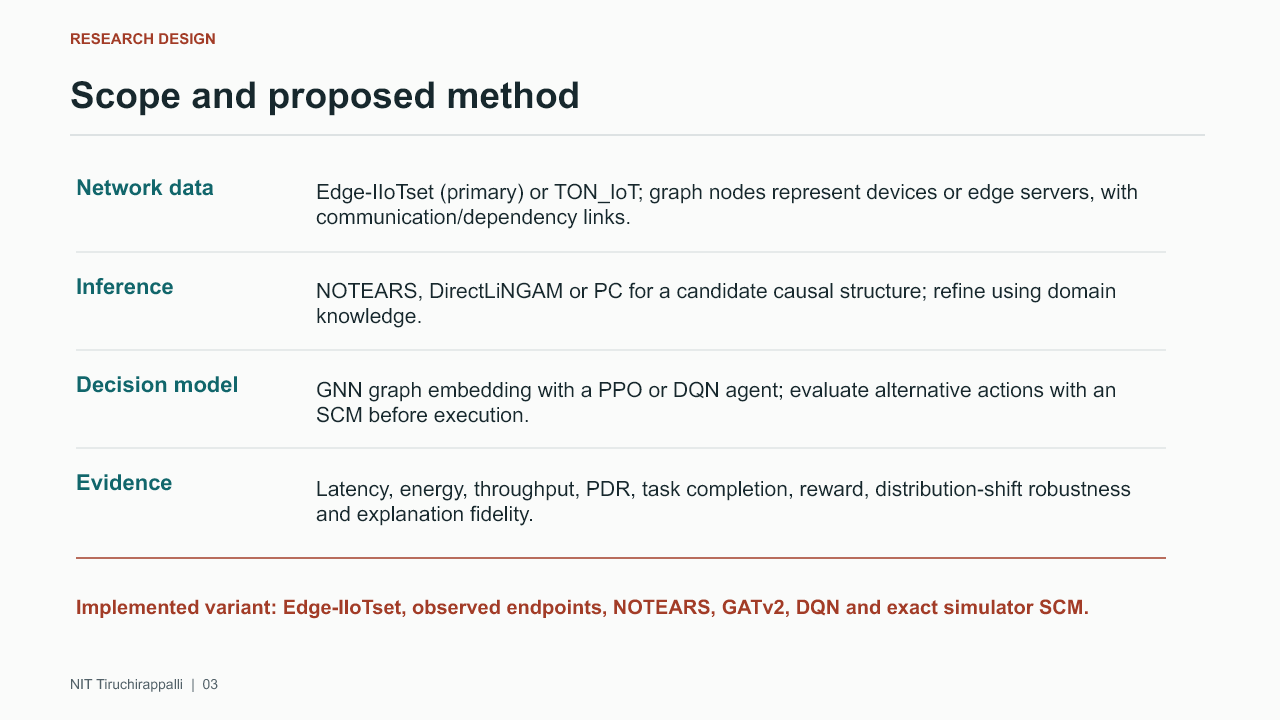 RESEARCH DESIGN
Scope and proposed method
Network data
Edge-IIoTset (primary) or TON_IoT; graph nodes represent devices or edge servers, with
communication/dependency links.
Inference
NOTEARS, DirectLiNGAM or PC for a candidate causal structure; refine using domain
knowledge.
Decision model
GNN graph embedding with a PPO or DQN agent; evaluate alternative actions with an
SCM before execution.
Evidence
Latency, energy, throughput, PDR, task completion, reward, distribution-shift robustness
and explanation fidelity.
Implemented variant: Edge-IIoTset, observed endpoints, NOTEARS, GATv2, DQN and exact simulator SCM.
NIT Tiruchirappalli | 03